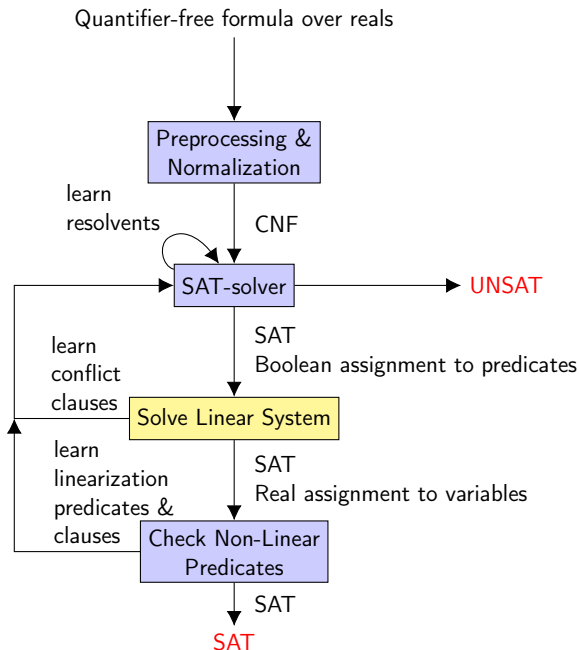 Quantifier-free formula over reals
Preprocessing &
Normalization
learn
resolvents
CNF
SAT-solver
UNSAT
SAT
Boolean assignment to predicates
learn
conflict
clauses
Solve Linear System
learn
linearization
predicates &
clauses
SAT
Real assignment to variables
Check Non-Linear
Predicates
SAT
SAT